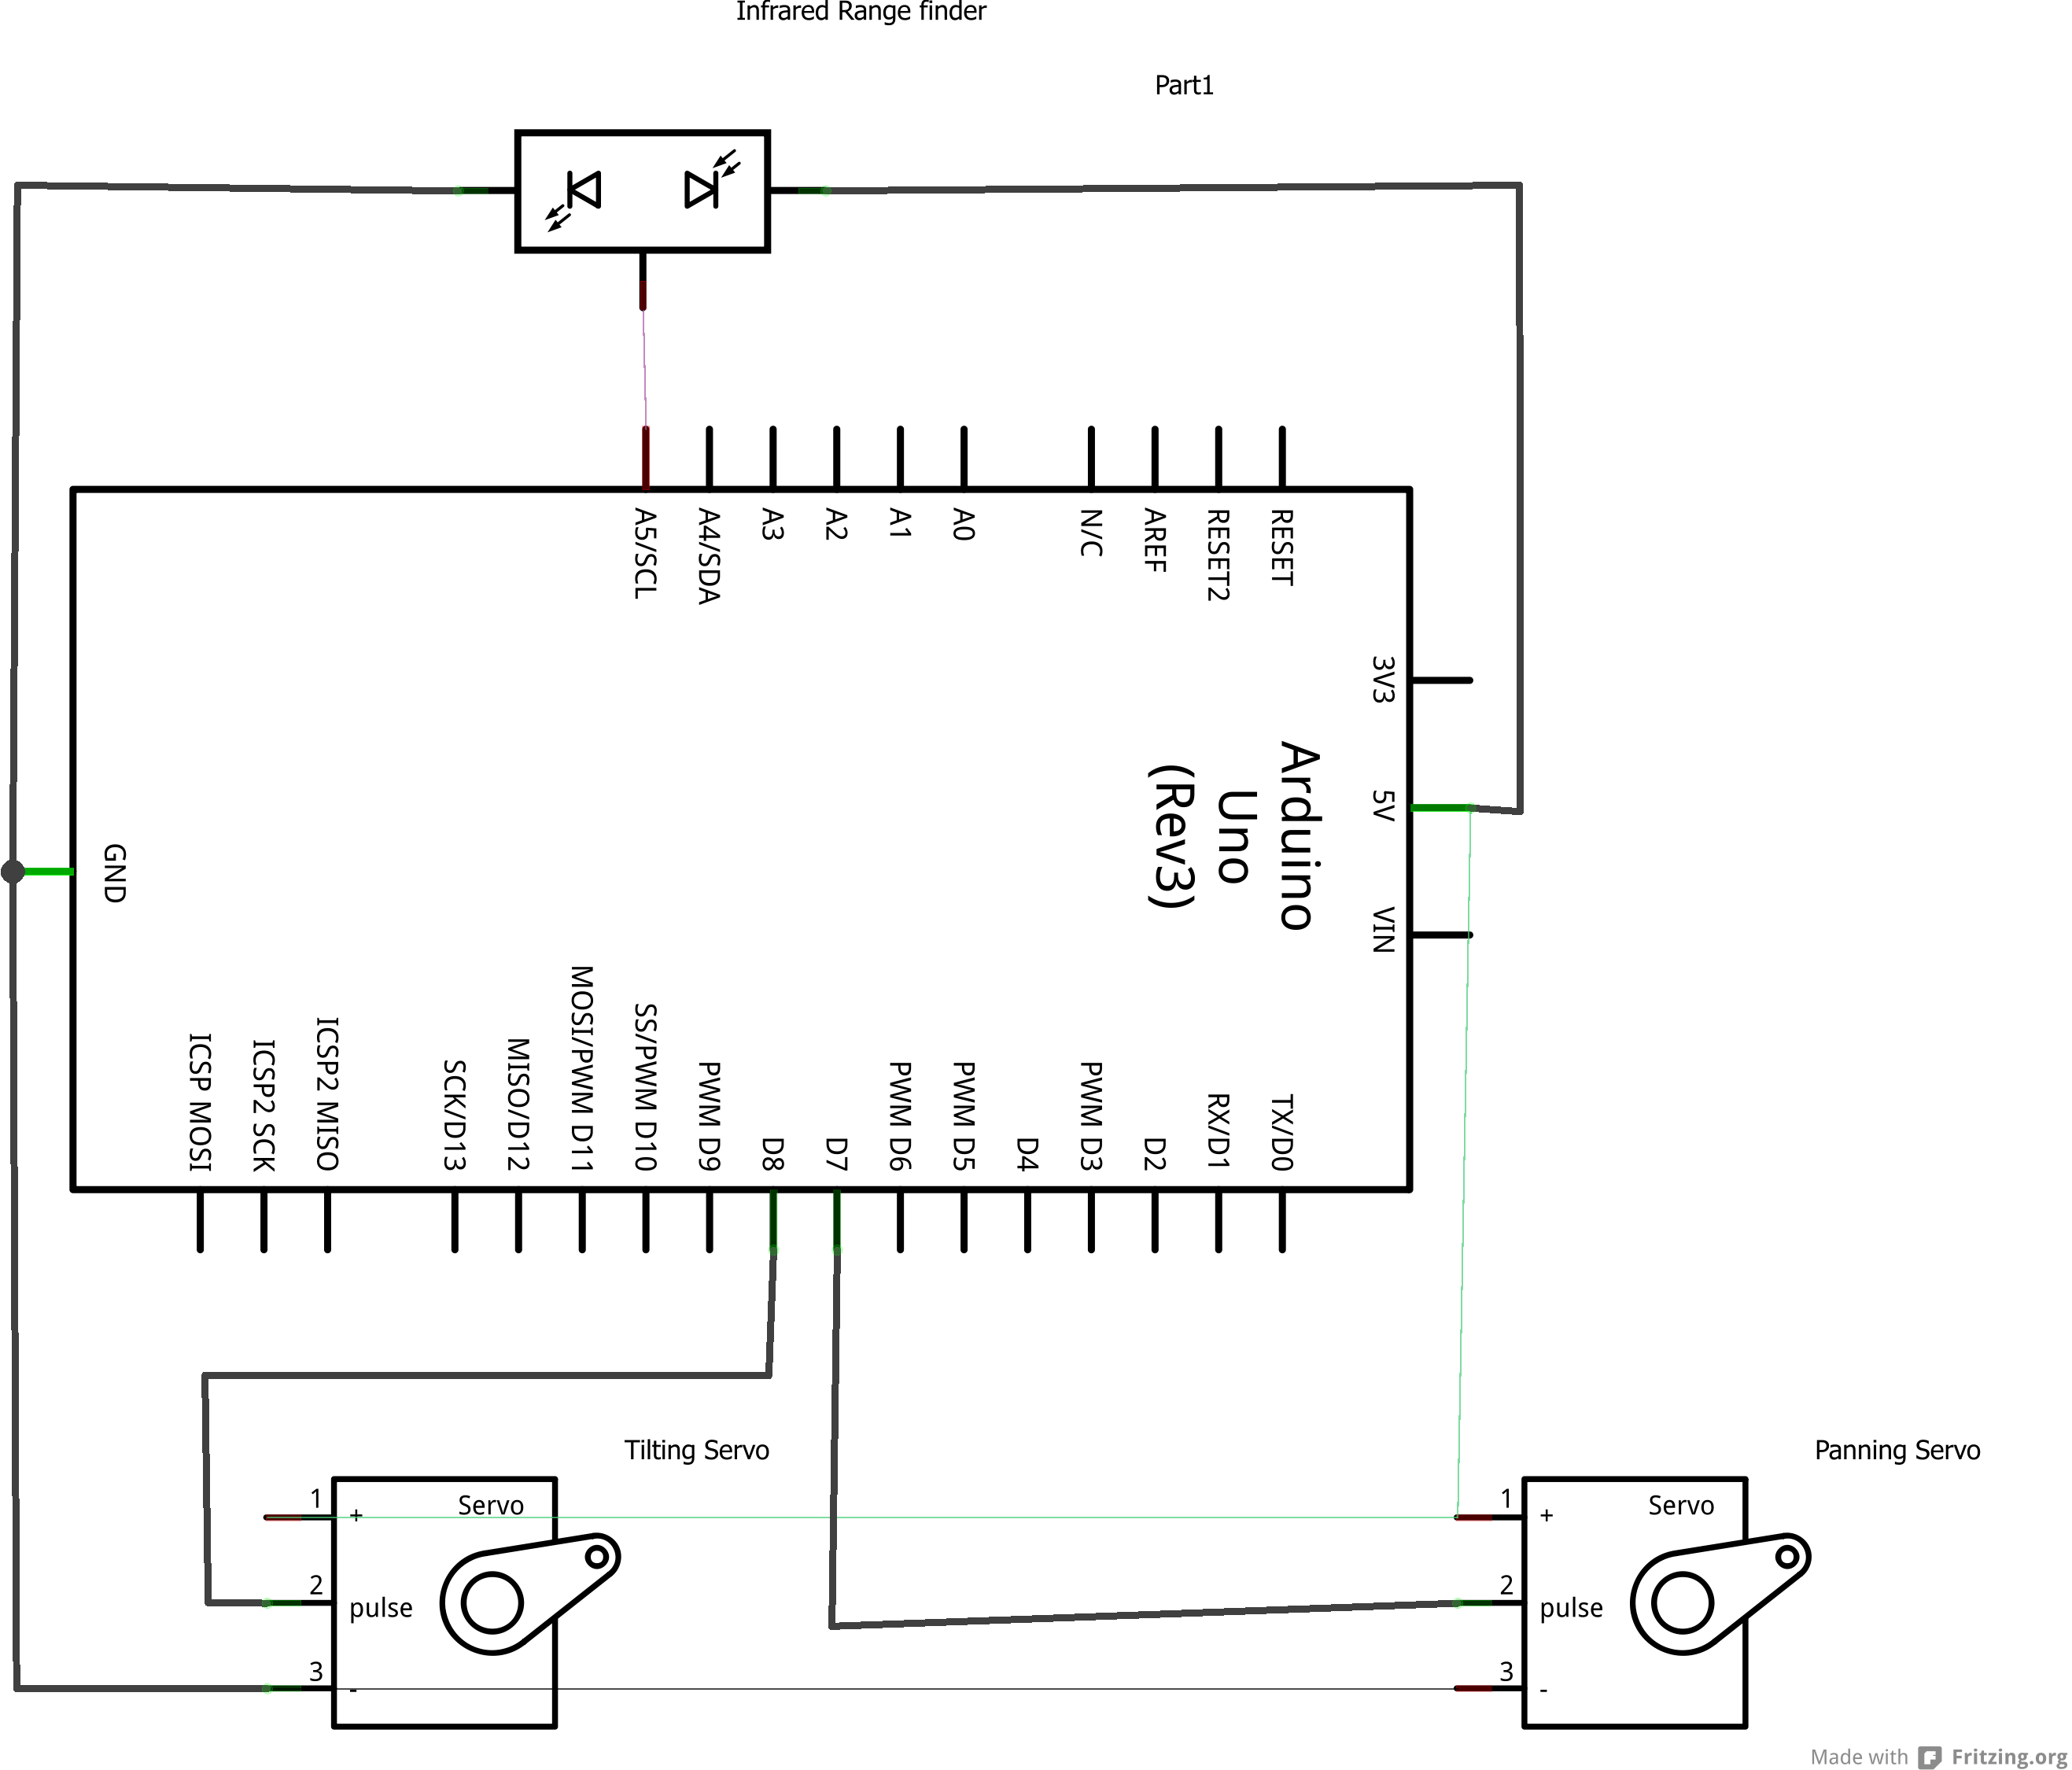 Infrared Range finder
Part1
A5/SCL
A4/SDA
A3
A2
A1
A0
N/C
AREF
RESET2
RESET
3V3
5V
VIN
Arduino
Uno
(Rev3)
GND
ICSP MOSI
ICSP2 SCK
ICSP2 MISO
SCK/D13
MISO/D12
MOSI/PWM D11
SS/PWM D10
PWM D9
D8
D7
PWM D6
PWM D5
D4
PWM D3
D2
RX/D1
TX/D0
Tilting Servo
1
+
Servo
2
pulse
3
-
Panning Servo
1
+
Servo
2
pulse
3
-
Made with Fritzing.org